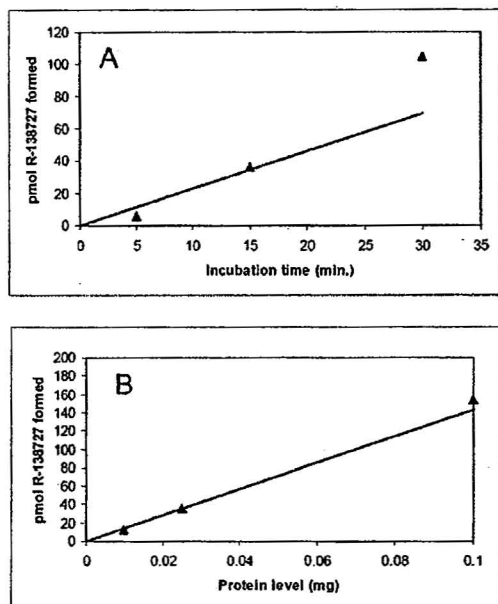 A
120
100
80
60
40
20
0
pmol R-138727 formed
0 5 10 15 20 25 30 35
Incubation time (min.)
B
200
180
160
140
120
100
80
60
40
20
0
pmol R-138727 formed
0 0.02 0.04 0.06 0.08 0.1
Protein level (mg)